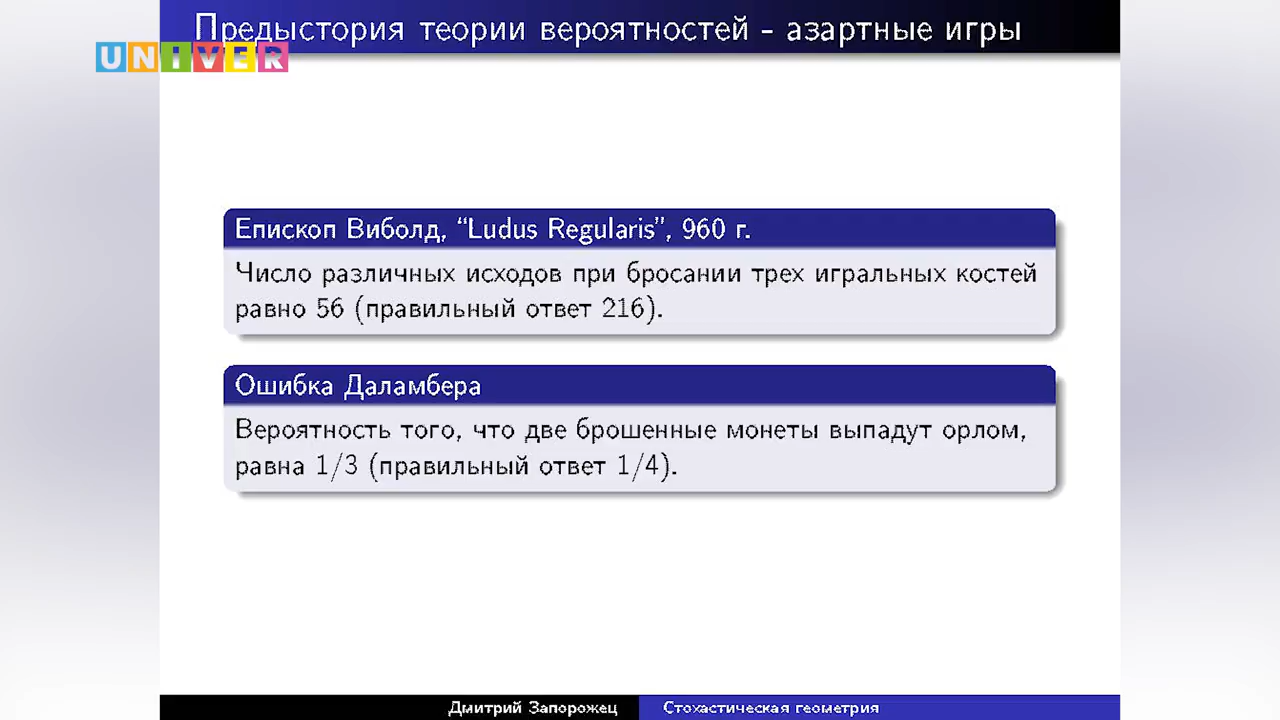 Предыстория теории вероятностей - азартные игры
UNIVER
Епископ Виболд, “Ludus Regularis”, 960 г.
Число различных исходов при бросании трех игральных костей
равно 56 (правильный ответ 216).
Ошибка Даламбера
Вероятность того, что две брошенные монеты выпадут орлом,
равна 1/3 (правильный ответ 1/4).
Дмитрий Запорожец
Стохастическая геометрия